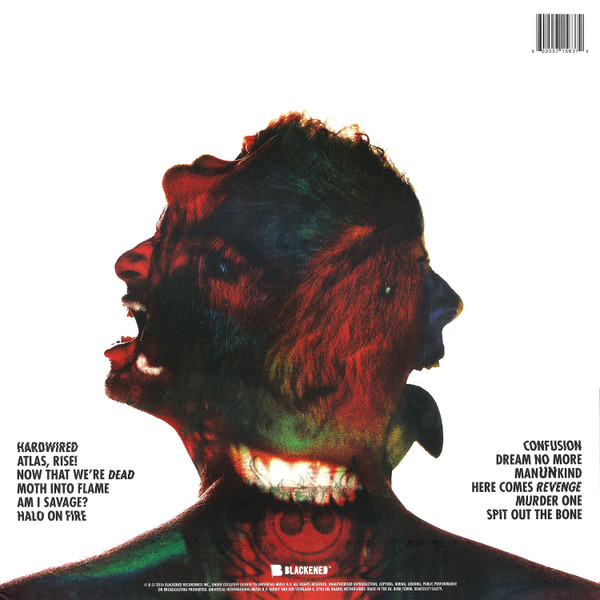 HARDWIRED
ATLAS, RISE!
NOW THAT WE'RE DEAD
MOTH INTO FLAME
AM I SAVAGE?
HALO ON FIRE
CONFUSION
DREAM NO MORE
MANUNKIND
HERE COMES REVENGE
MURDER ONE
SPIT OUT THE BONE
BLACKENED